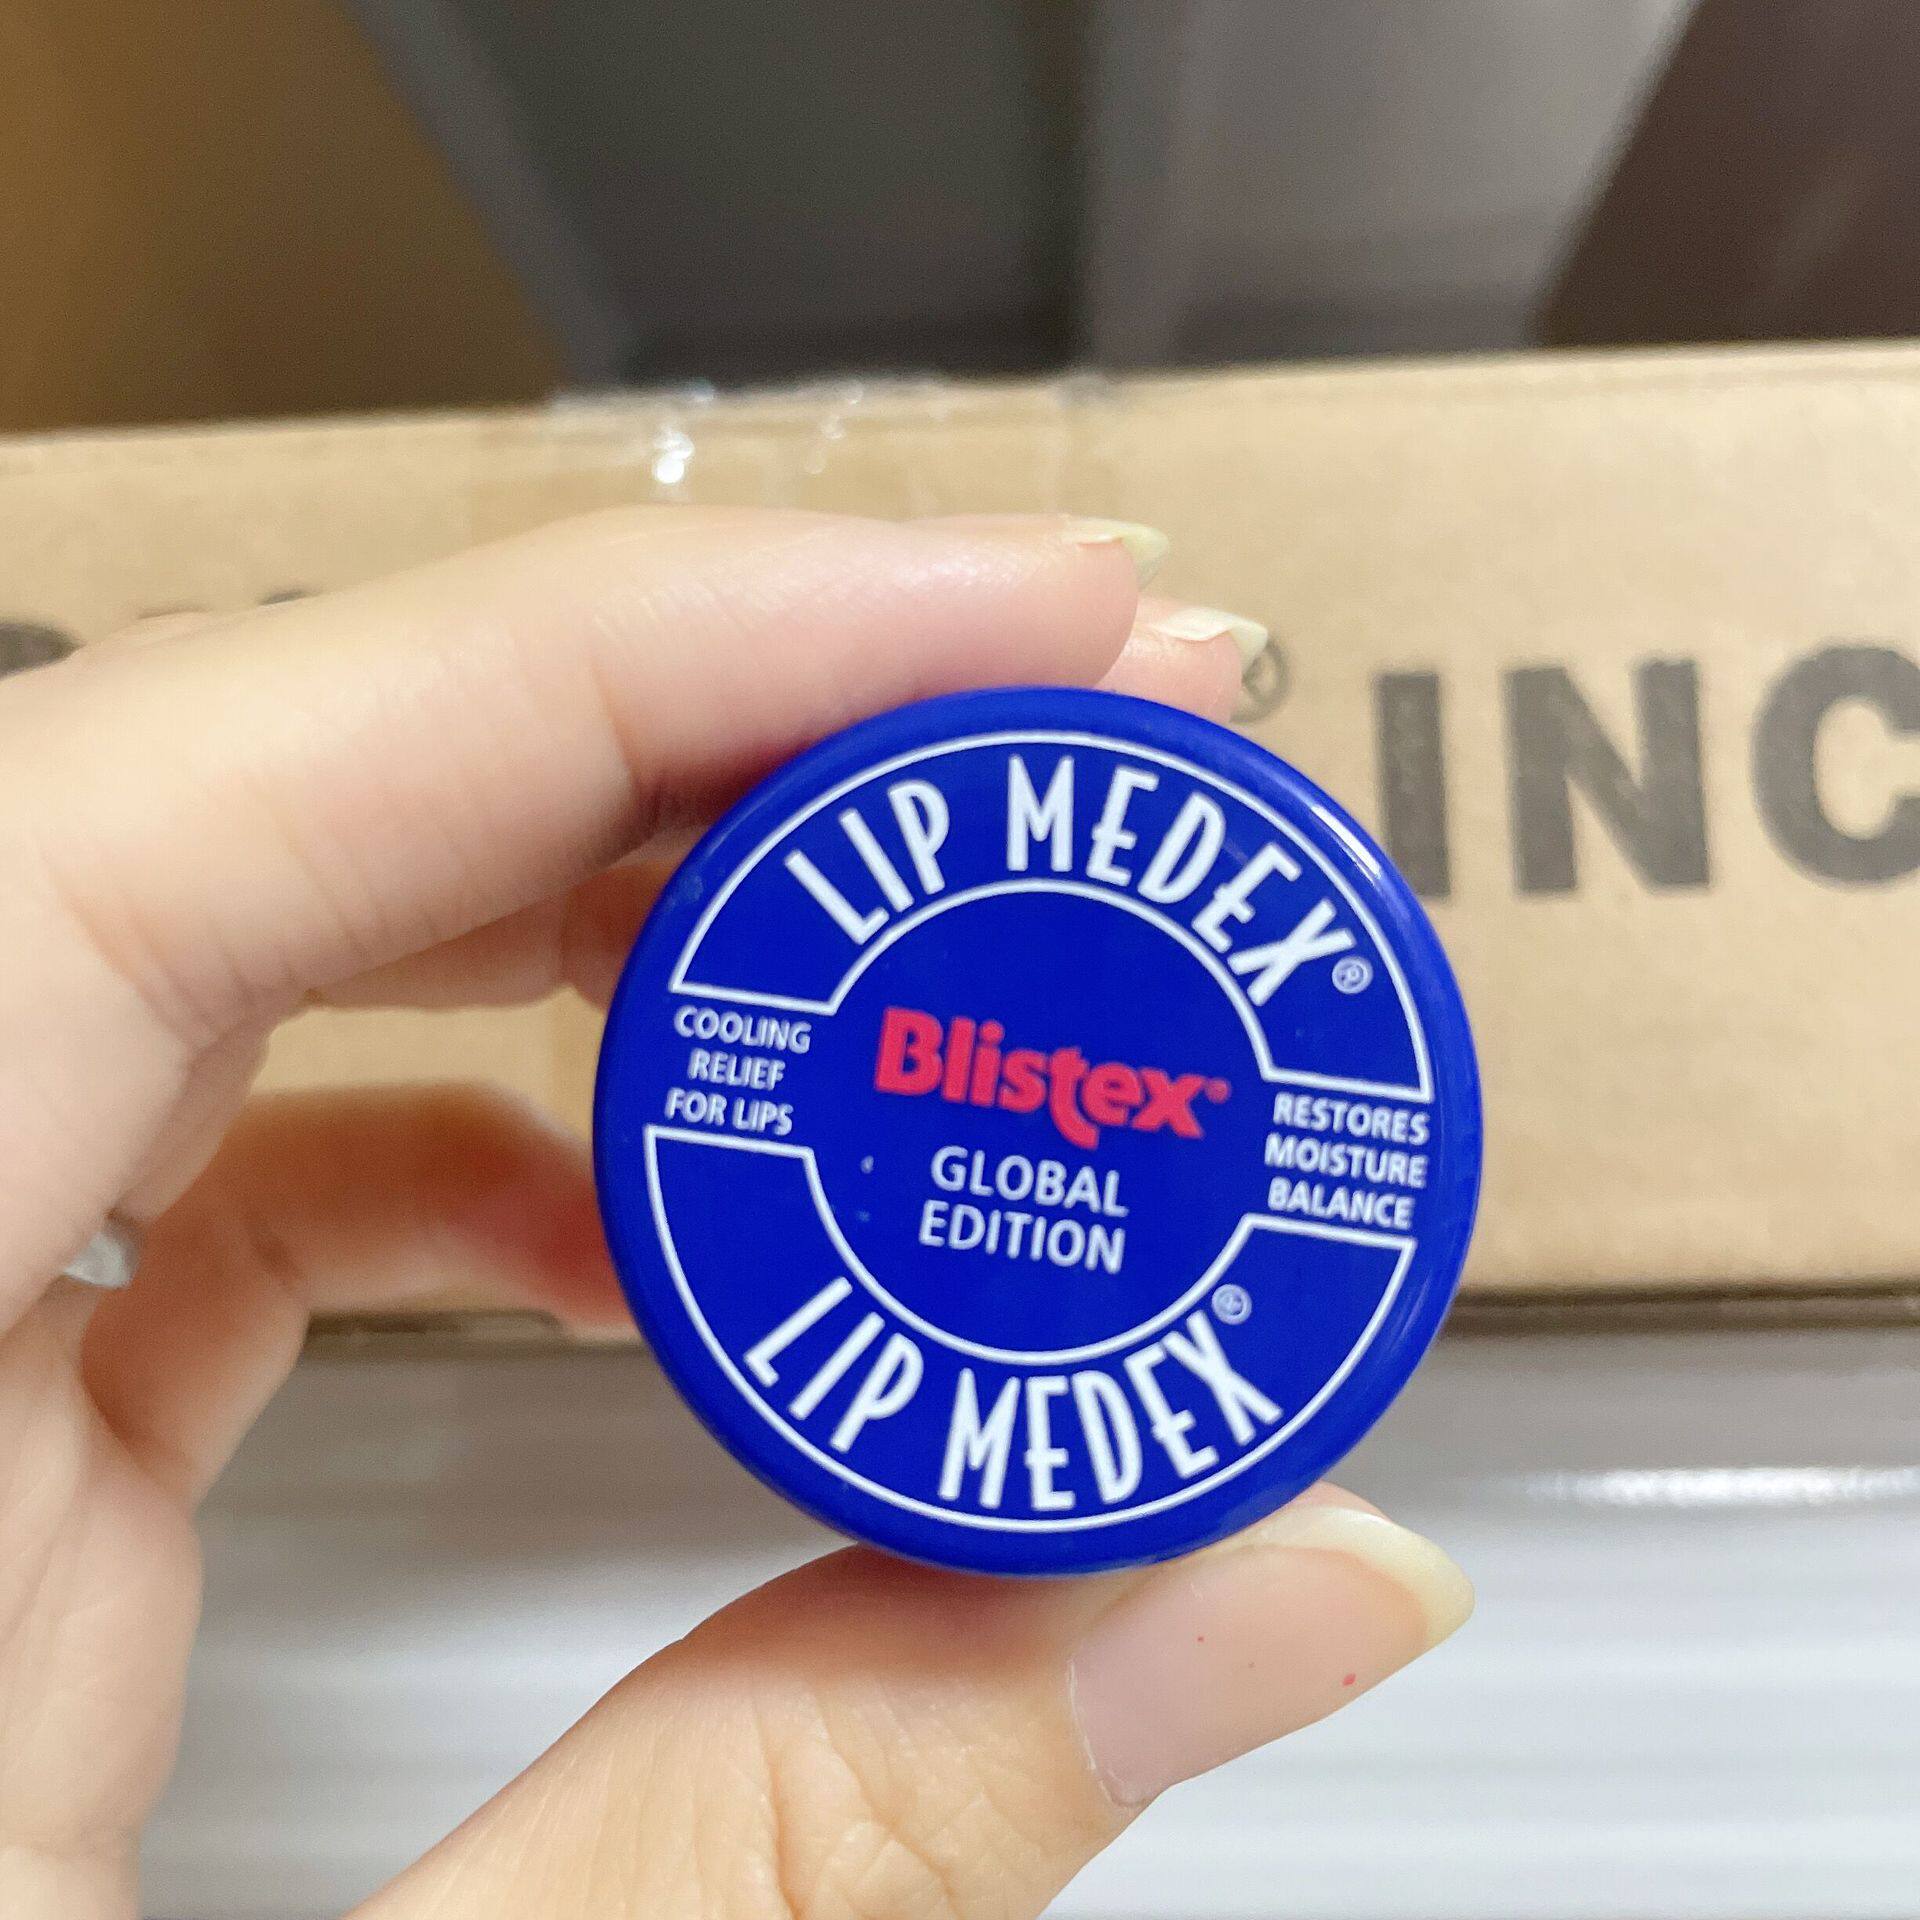 LIP MEDEX®
COOLING
RELIEF
FOR LIPS
Blistex®
GLOBAL
EDITION
RESTORES
MOISTURE
BALANCE
LIP MEDEX®
INC